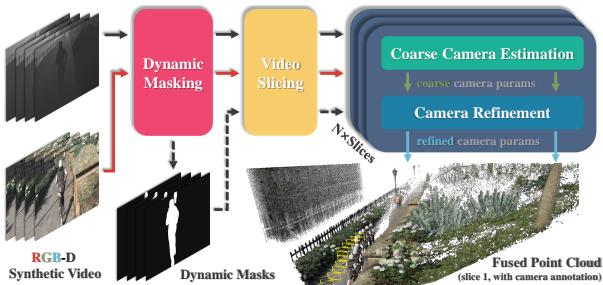 Dynamic
Masking
Video
Slicing
Coarse Camera Estimation
coarse camera params
Camera Refinement
refined camera params
N×Slices
RGB-D
Synthetic Video
Dynamic Masks
Fused Point Cloud
(slice 1, with camera annotation)